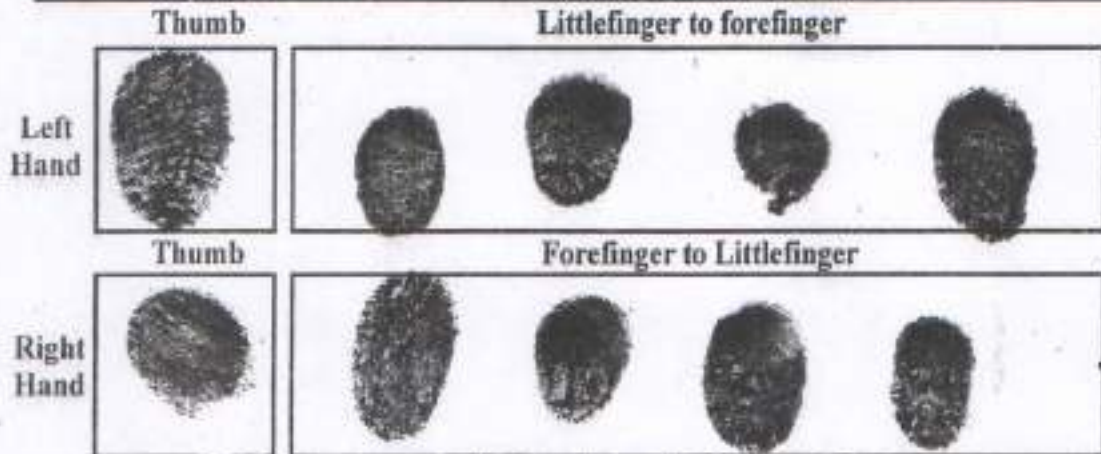 Thumb Littlefinger to forefinger
Left
Hand
Thumb Forefinger to Littlefinger
Right
Hand